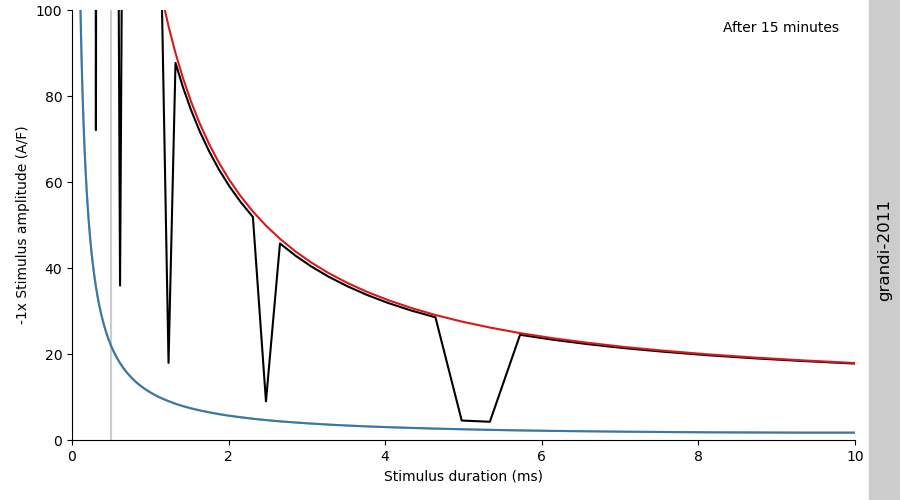 After 15 minutes
100
80
60
40
20
0
-1x Stimulus amplitude (A/F)
0 2 4 6 8 10
Stimulus duration (ms)
grandi-2011